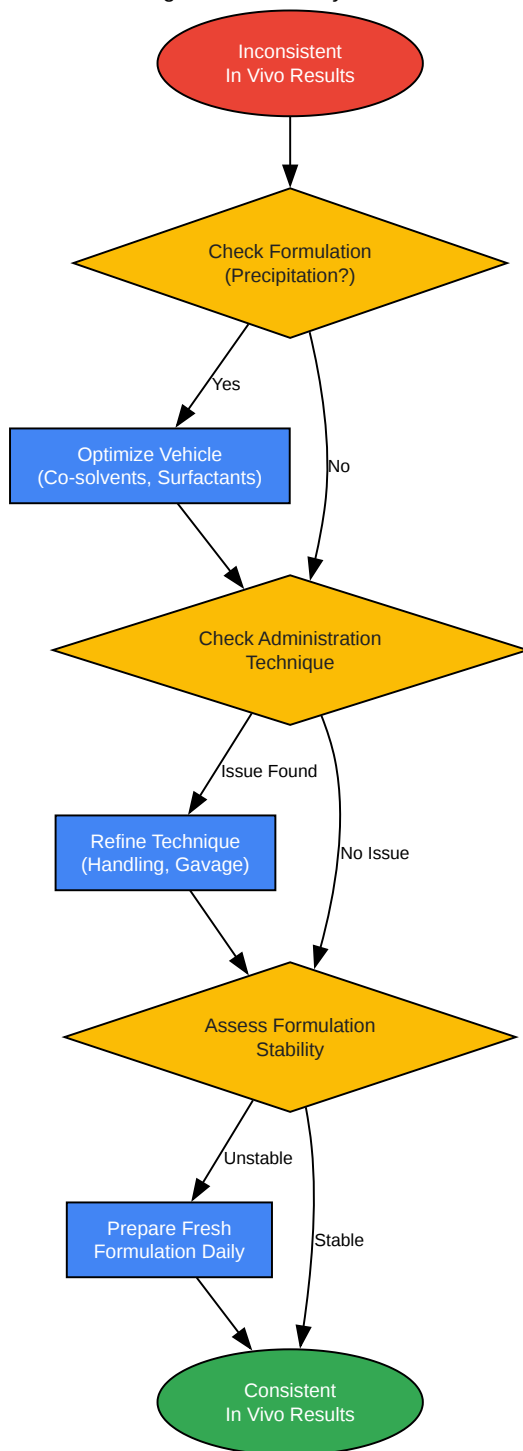 Inconsistent
In Vivo Results
Check Formulation
(Precipitation?)
Yes
Optimize Vehicle
(Co-solvents, Surfactants)
No
Check Administration
Technique
Issue Found
Refine Technique
(Handling, Gavage)
No Issue
Assess Formulation
Stability
Unstable
Prepare Fresh
Formulation Daily
Stable
Consistent
In Vivo Results